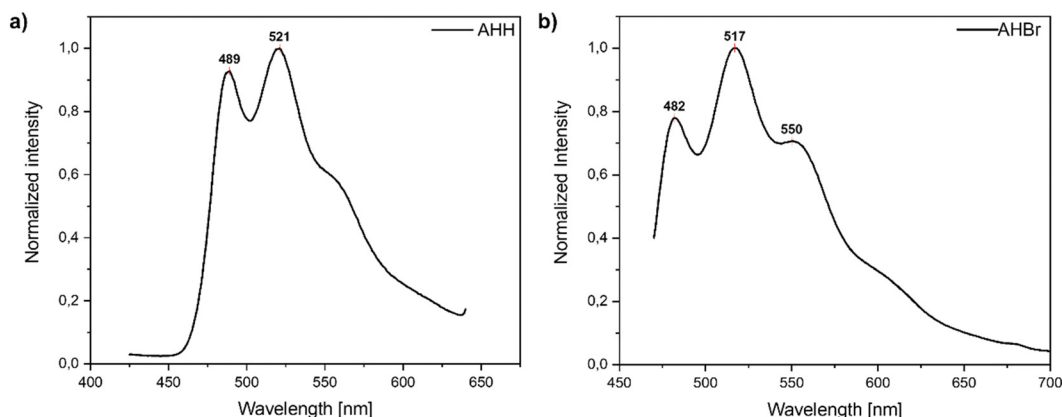 a)
AHH
489
521
1,0
0,8
0,6
0,4
0,2
0,0
Normalized intensity
400 450 500 550 600 650
Wavelength [nm]
b)
AHBr
482
517
550
1,0
0,8
0,6
0,4
0,2
0,0
Normalized Intensity
450 500 550 600 650 700
Wavelength [nm]